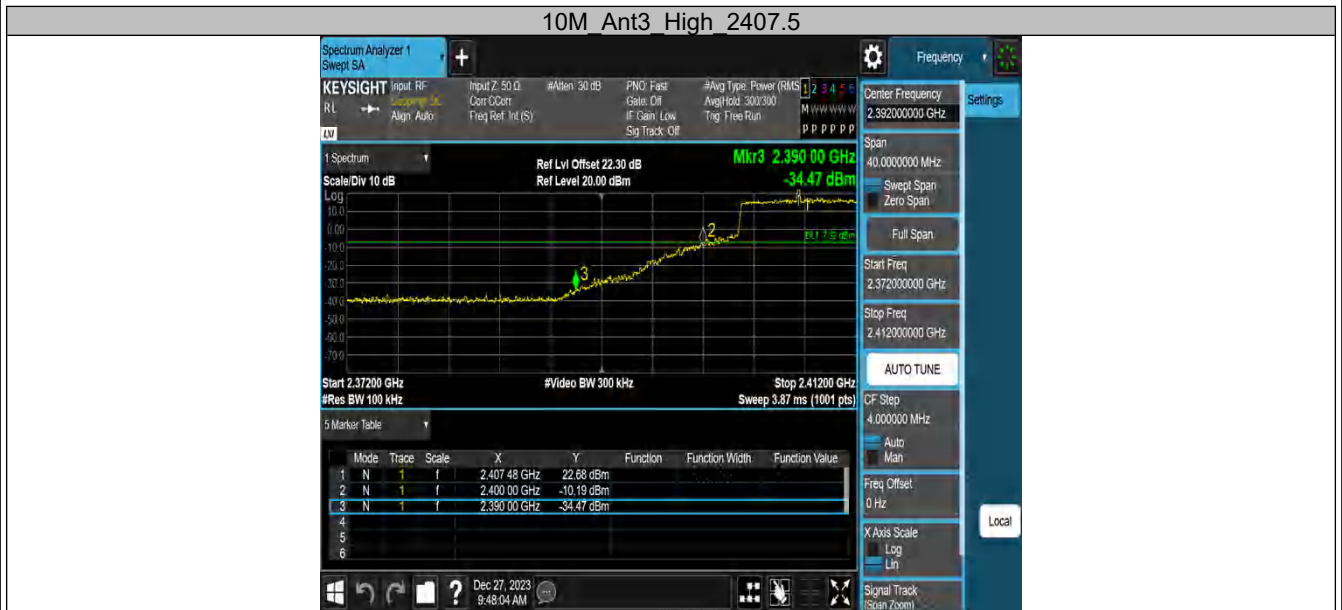 10M_Ant3_High_2407.5
Spectrum Analyzer 1
Swept SA
+
Frequency
KEYSIGHT
RL
LXI
Input: RF
Align: Auto
Input Z: 50 Ω
Corr CCorr
Freq Ref: Int (S)
#Atten: 30 dB
PNO: Fast
Gate: Off
IF Gain: Low
Sig Track: Off
#Avg Type: Power (RMS
Avg|Hold: 300/300
Trig: Free Run
1 2 3 4 5 6
M W W W W W
P P P P P P
1 Spectrum
Scale/Div 10 dB
Ref Lvl Offset 22.30 dB
Ref Level 20.00 dBm
Mkr3 2.390 00 GHz
-34.47 dBm
Log
10.0
0.00
-10.0
-20.0
-30.0
-40.0
-50.0
-60.0
-70.0
2
3
Start 2.37200 GHz
#Video BW 300 kHz
Stop 2.41200 GHz
#Res BW 100 kHz
Sweep 3.87 ms (1001 pts)
5 Marker Table
Mode Trace Scale X Y Function Function Width Function Value
1 N 1 f 2.407 48 GHz 22.68 dBm
2 N 1 f 2.400 00 GHz -10.19 dBm
3 N 1 f 2.390 00 GHz -34.47 dBm
4
5
6
Center Frequency
2.392000000 GHz
Settings
Span
40.0000000 MHz
Swept Span
Zero Span
Full Span
Start Freq
2.372000000 GHz
Stop Freq
2.412000000 GHz
AUTO TUNE
CF Step
4.000000 MHz
Auto
Man
Freq Offset
0 Hz
X Axis Scale
Log
Lin
Signal Track
(Span Zoom)
Local
?
Dec 27, 2023
9:48:04 AM